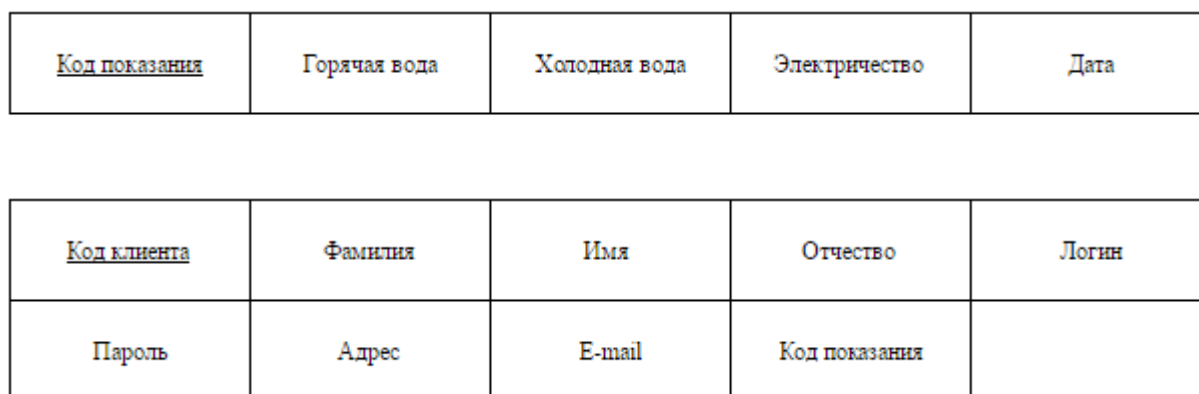 Код показания Горячая вода Холодная вода Электричество Дата
Код клиента Фамилия Имя Отчество Логин
Пароль Адрес E-mail Код показания